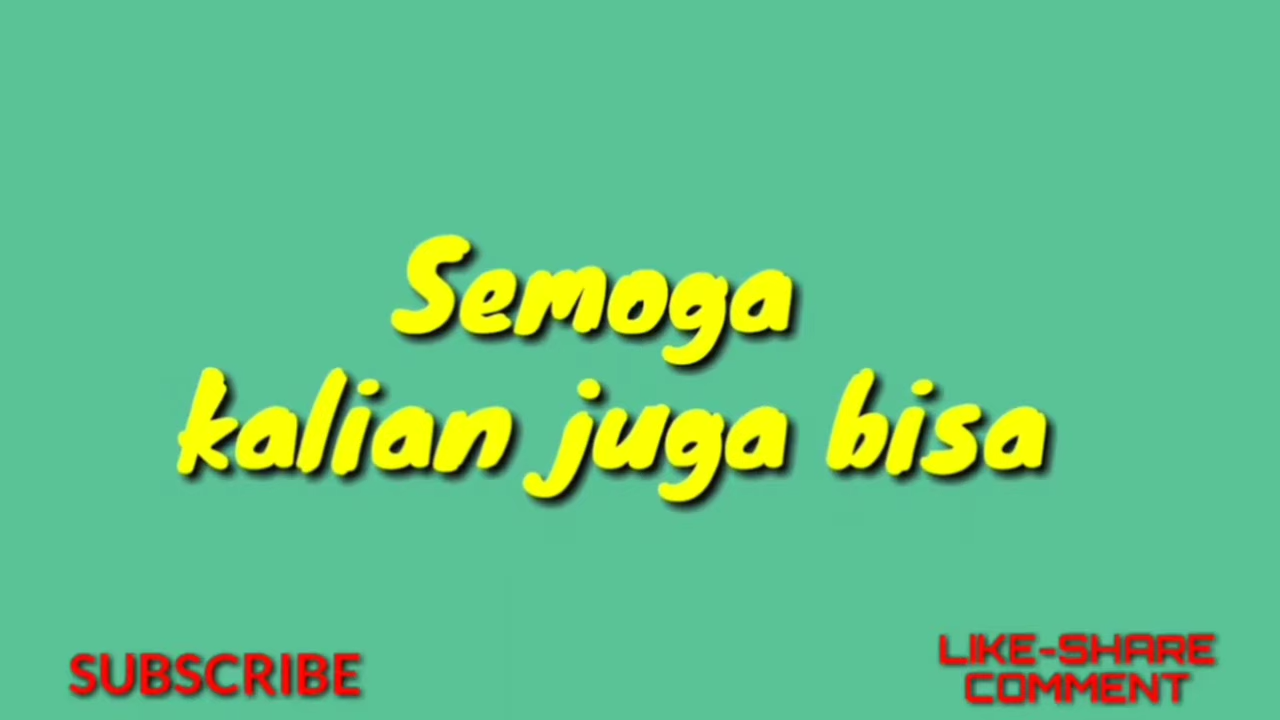 Semoga
kalian juga bisa
SUBSCRIBE
LIKE-SHARE
COMMENT